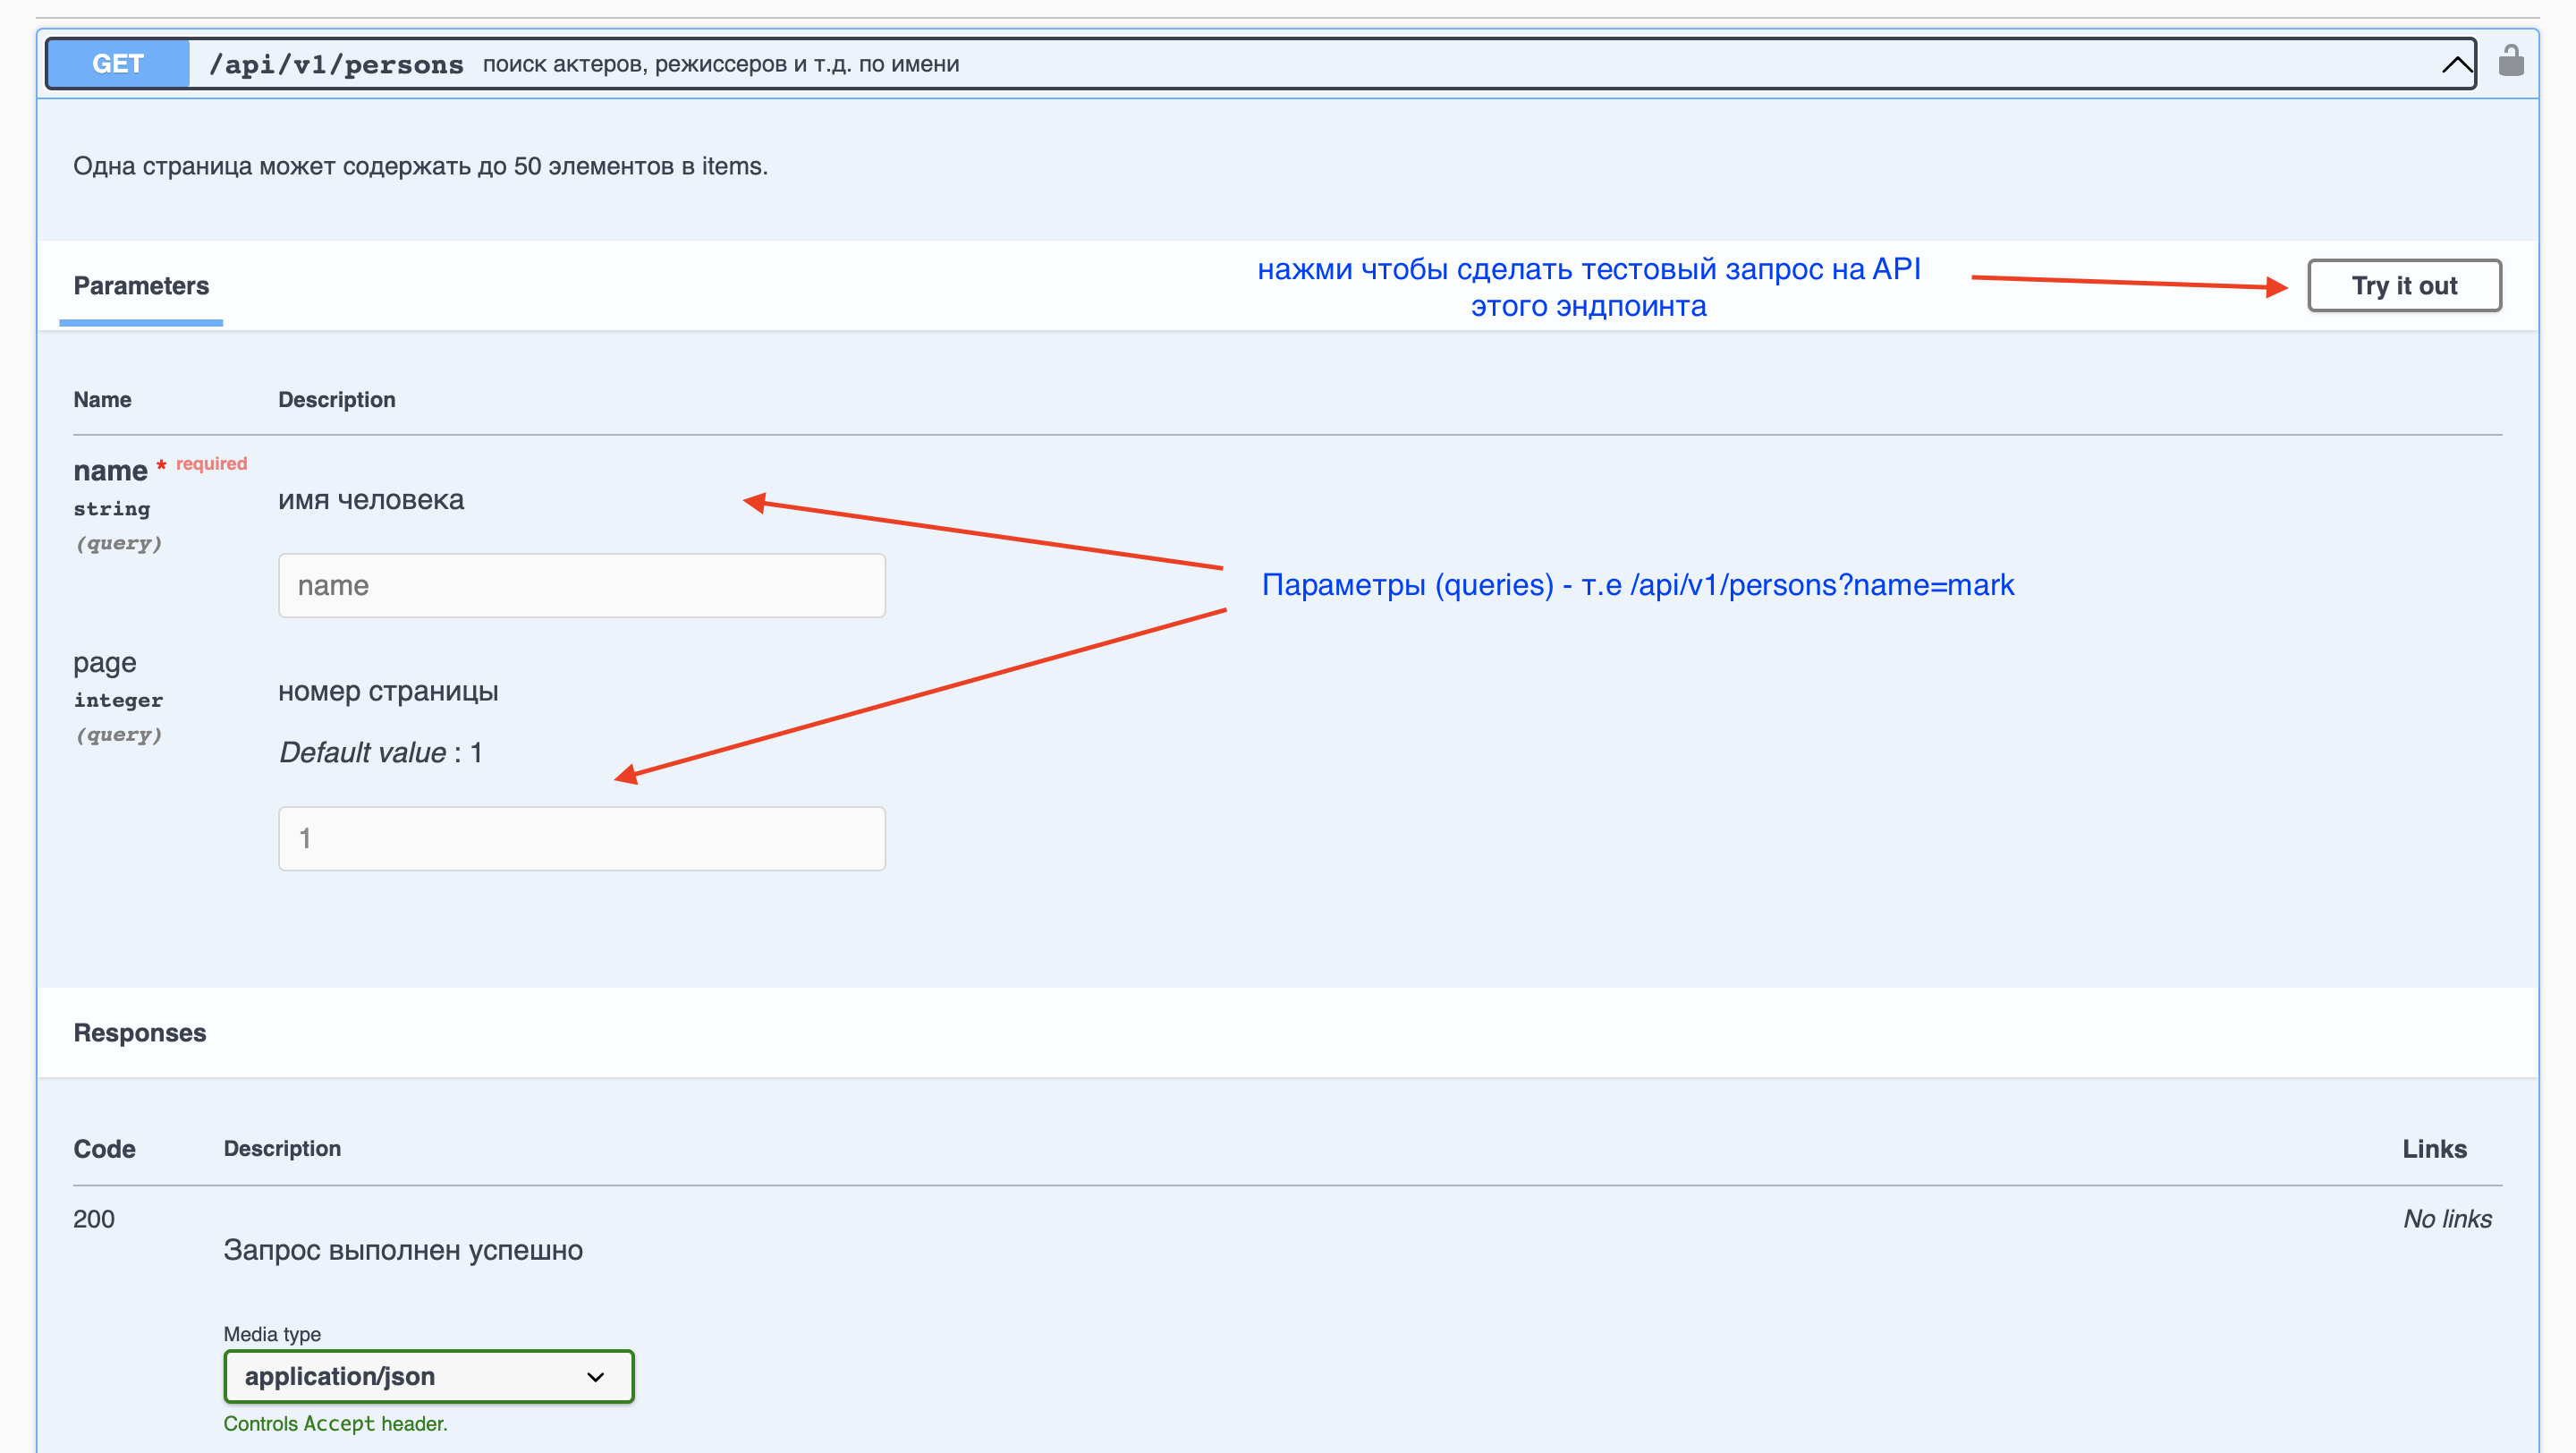 GET /api/v1/persons поиск актеров, режиссеров и т.д. по имени
Одна страница может содержать до 50 элементов в items.
Parameters
нажми чтобы сделать тестовый запрос на API
этого эндпоинта
Try it out
Name Description
name * required
string
(query)
имя человека
name
Параметры (queries) - т.е /api/v1/persons?name=mark
page
integer
(query)
номер страницы
Default value : 1
1
Responses
Code Description Links
200
Запрос выполнен успешно
No links
Media type
application/json
Controls Accept header.